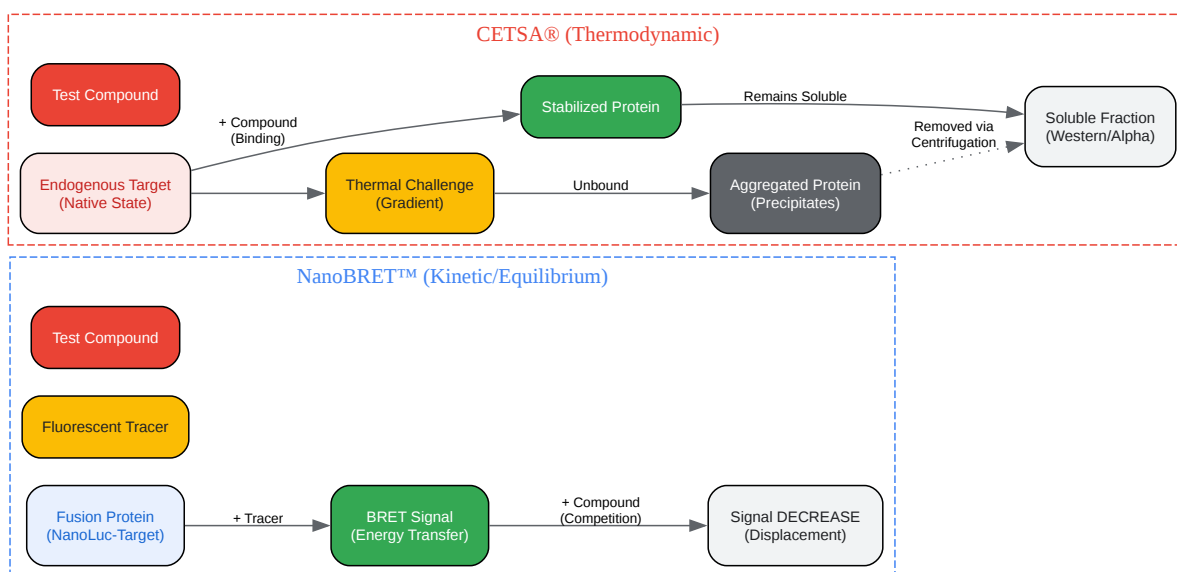 CETSA® (Thermodynamic)
Test Compound
+ Compound
(Binding)
Stabilized Protein
Remains Soluble
Soluble Fraction
(Western/Alpha)
Removed via
Centrifugation
Endogenous Target
(Native State)
Thermal Challenge
(Gradient)
Unbound
Aggregated Protein
(Precipitates)
NanoBRET™ (Kinetic/Equilibrium)
Test Compound
Fluorescent Tracer
Fusion Protein
(NanoLuc-Target)
+ Tracer
BRET Signal
(Energy Transfer)
+ Compound
(Competition)
Signal DECREASE
(Displacement)